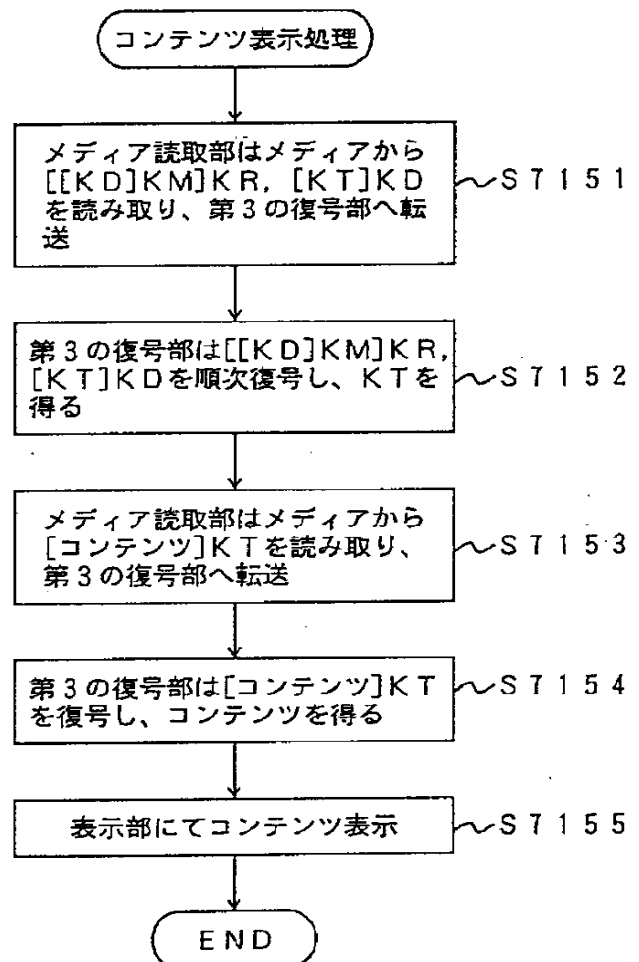 コンテンツ表示処理
メディア読取部はメディアから
[[ＫＤ]ＫＭ]ＫＲ，[ＫＴ]ＫＤ
を読み取り、第３の復号部へ転
送
Ｓ７１５１
第３の復号部は[[ＫＤ]ＫＭ]ＫＲ，
[ＫＴ]ＫＤを順次復号し、ＫＴを
得る
Ｓ７１５２
メディア読取部はメディアから
[コンテンツ]ＫＴを読み取り、
第３の復号部へ転送
Ｓ７１５３
第３の復号部は[コンテンツ]ＫＴ
を復号し、コンテンツを得る
Ｓ７１５４
表示部にてコンテンツ表示
Ｓ７１５５
ＥＮＤ